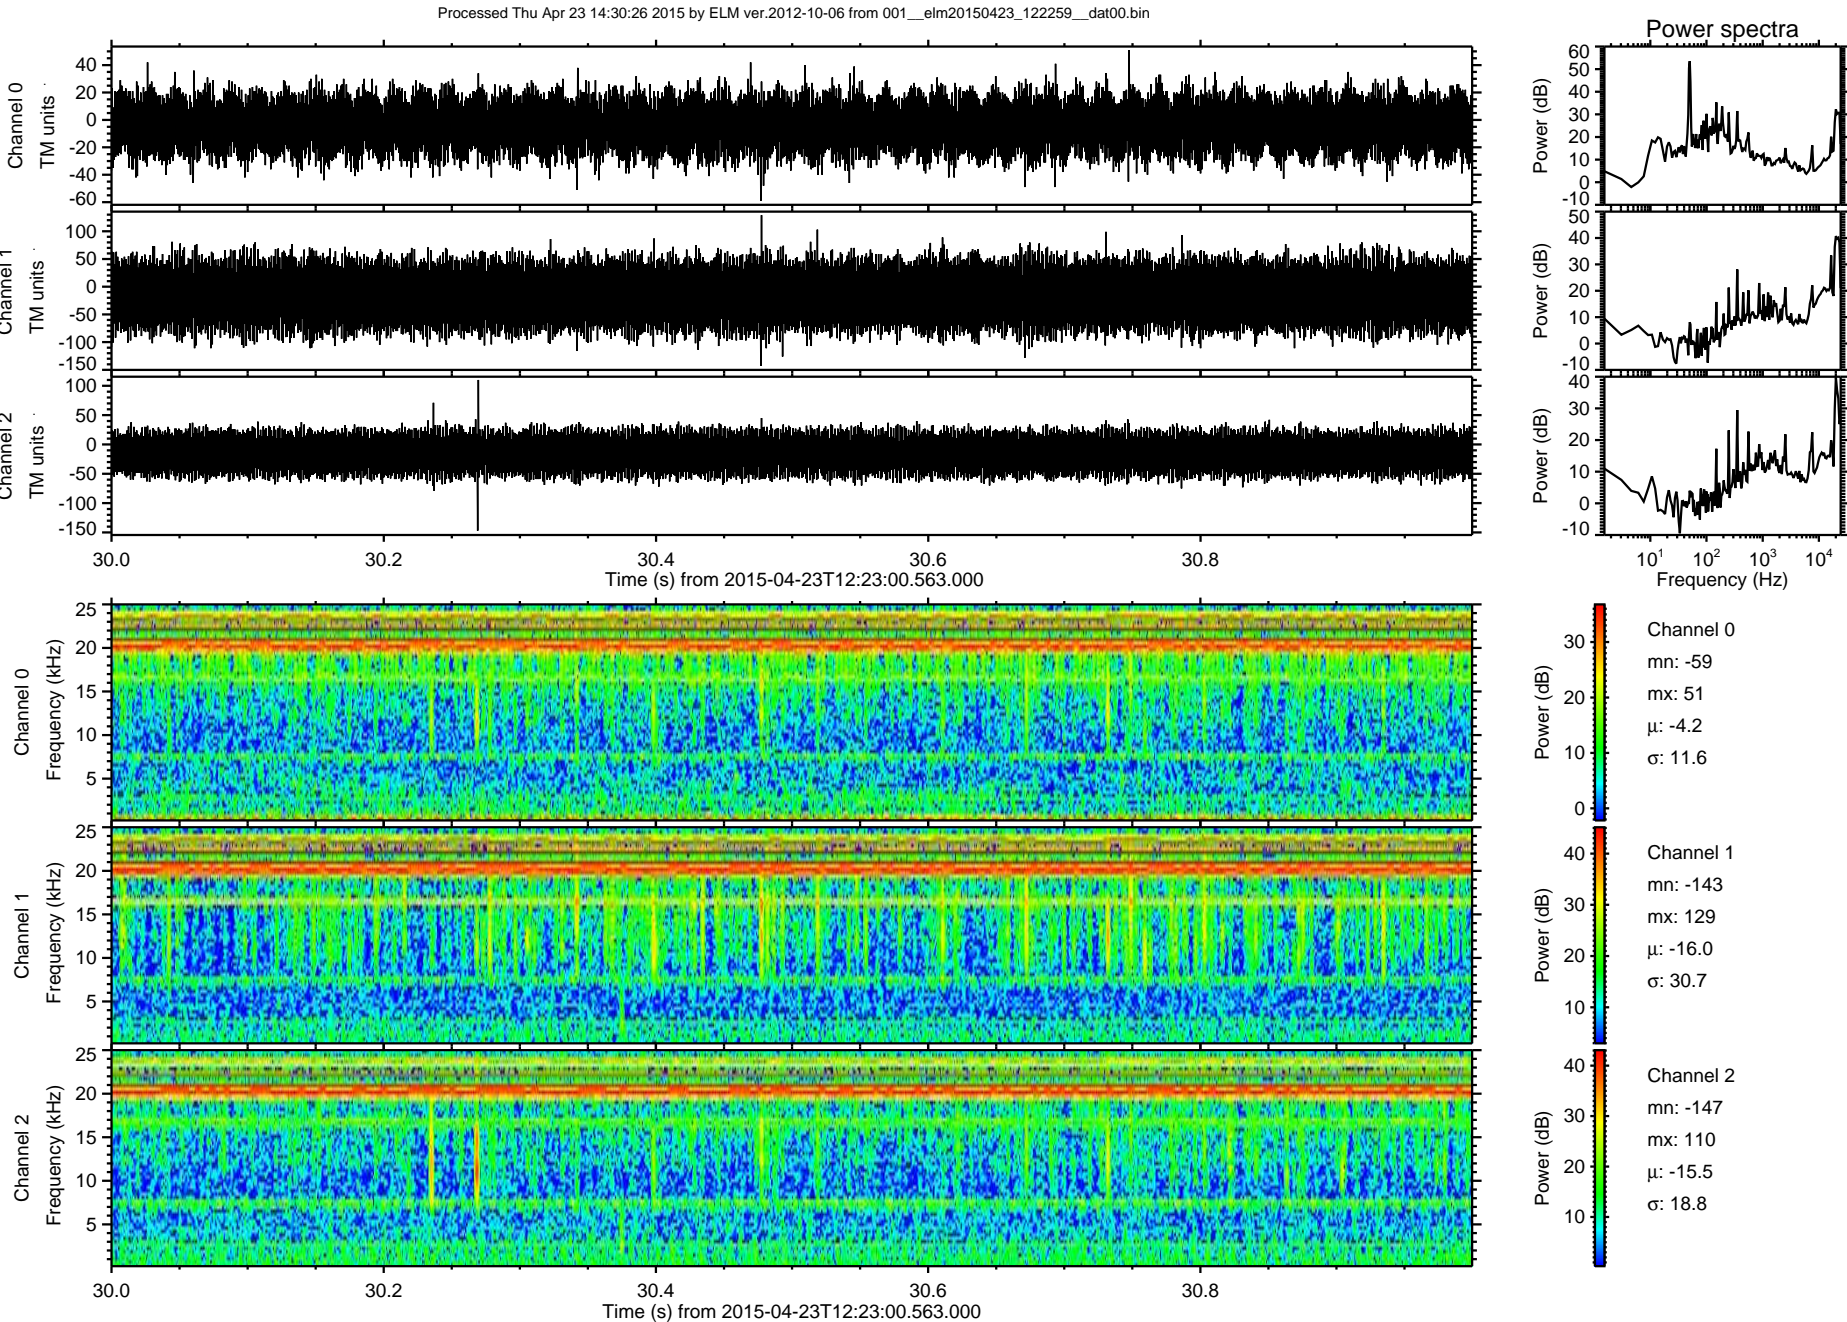 Processed Thu Apr 23 14:30:26 2015 by ELM ver.2012-10-06 from 001__elm20150423_122259__dat00.bin
Power spectra
Channel 0
TM units
40
20
0
-20
-40
-60
Power (dB)
60
50
40
30
20
10
0
-10
Channel 1
TM units
100
50
0
-50
-100
-150
Power (dB)
50
40
30
20
10
0
-10
Channel 2
TM units
100
50
0
-50
-100
-150
Power (dB)
40
30
20
10
0
-10
30.0 30.2 30.4 30.6 30.8
Time (s) from 2015-04-23T12:23:00.563.000
10¹ 10² 10³ 10⁴
Frequency (Hz)
Channel 0
Frequency (kHz)
25
20
15
10
5
Power (dB)
30
20
10
0
Channel 0
mn: -59
mx: 51
μ: -4.2
σ: 11.6
Channel 1
Frequency (kHz)
25
20
15
10
5
Power (dB)
40
30
20
10
Channel 1
mn: -143
mx: 129
μ: -16.0
σ: 30.7
Channel 2
Frequency (kHz)
25
20
15
10
5
Power (dB)
40
30
20
10
Channel 2
mn: -147
mx: 110
μ: -15.5
σ: 18.8
30.0 30.2 30.4 30.6 30.8
Time (s) from 2015-04-23T12:23:00.563.000